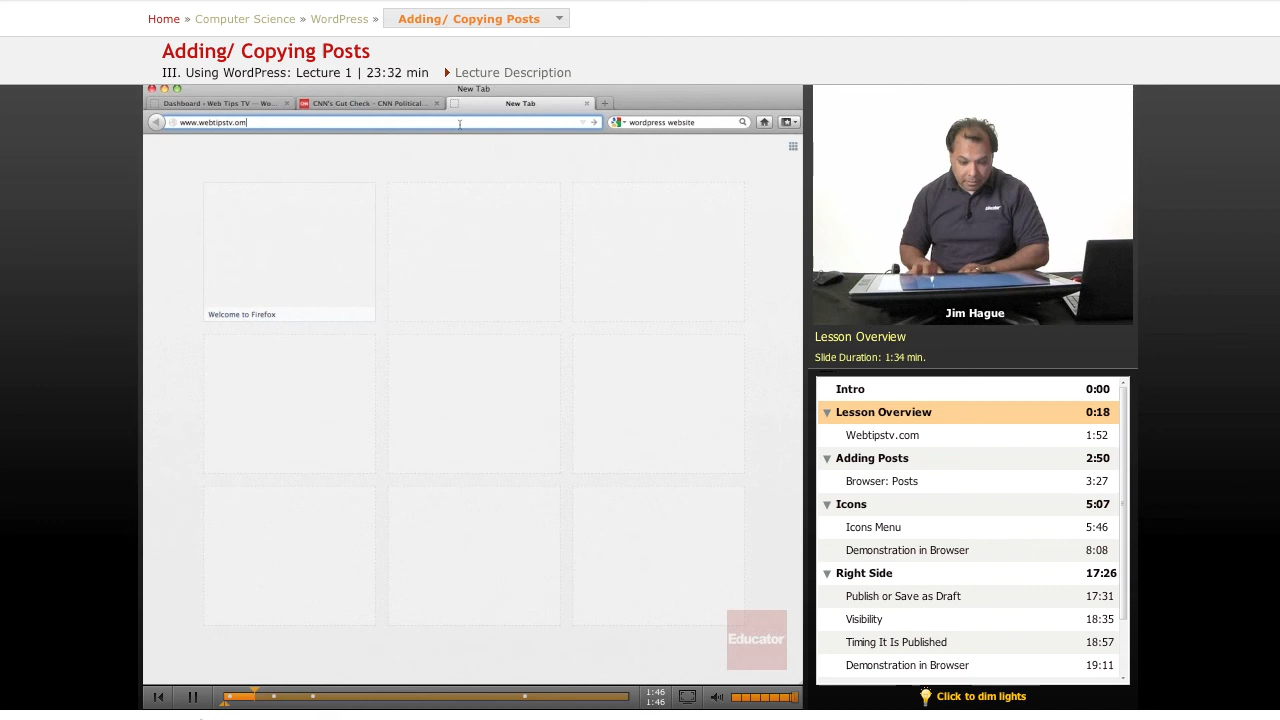 Home » Computer Science » WordPress » Adding/ Copying Posts
Adding/ Copying Posts
III. Using WordPress: Lecture 1 | 23:32 min Lecture Description
New Tab
Dashboard ‹ Web Tips TV — Wo... CNN's Gut Check – CNN Political... New Tab
www.webtipstv.om wordpress website
Welcome to Firefox
Educator
1:46
1:46
Jim Hague
Lesson Overview
Slide Duration: 1:34 min.
Intro 0:00
Lesson Overview 0:18
Webtipstv.com 1:52
Adding Posts 2:50
Browser: Posts 3:27
Icons 5:07
Icons Menu 5:46
Demonstration in Browser 8:08
Right Side 17:26
Publish or Save as Draft 17:31
Visibility 18:35
Timing It Is Published 18:57
Demonstration in Browser 19:11
Click to dim lights